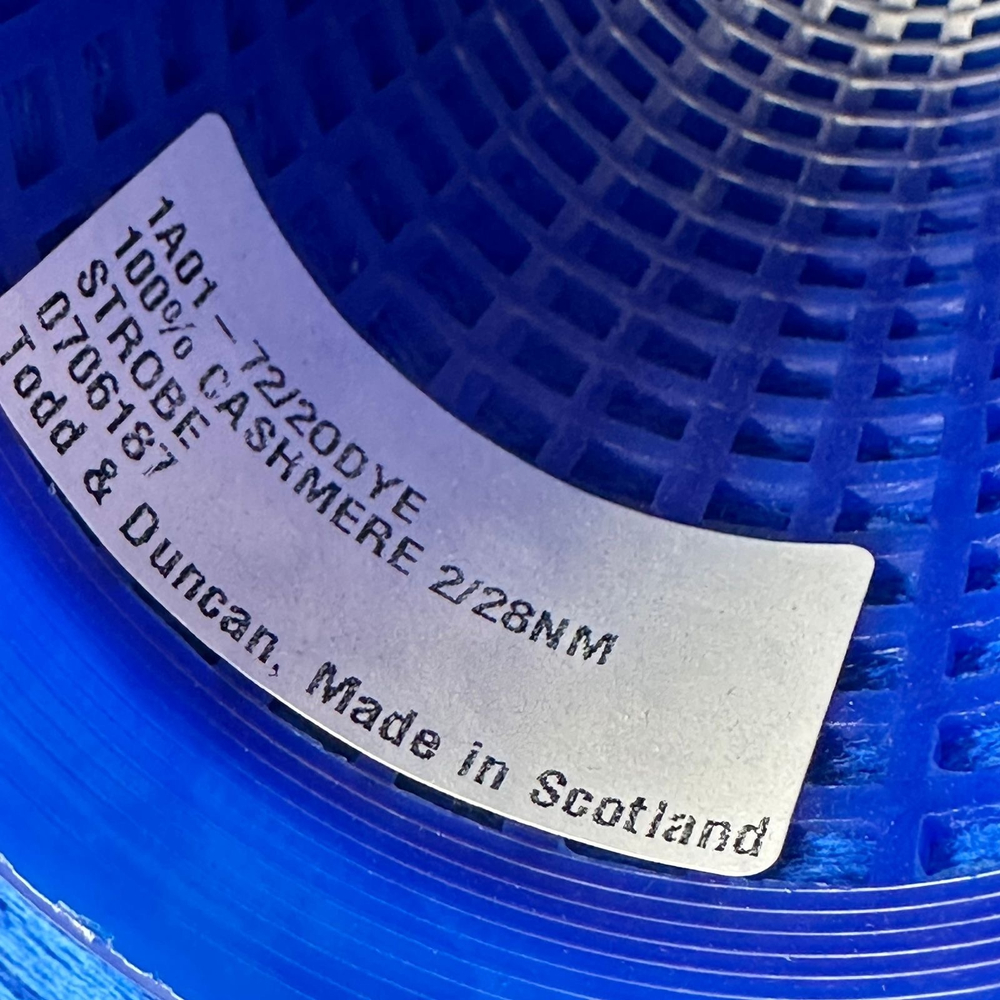 1A01 - 72/20DYE
100% CASHMERE 2/28NM
STROBE
0706187
Todd & Duncan, Made in Scotland